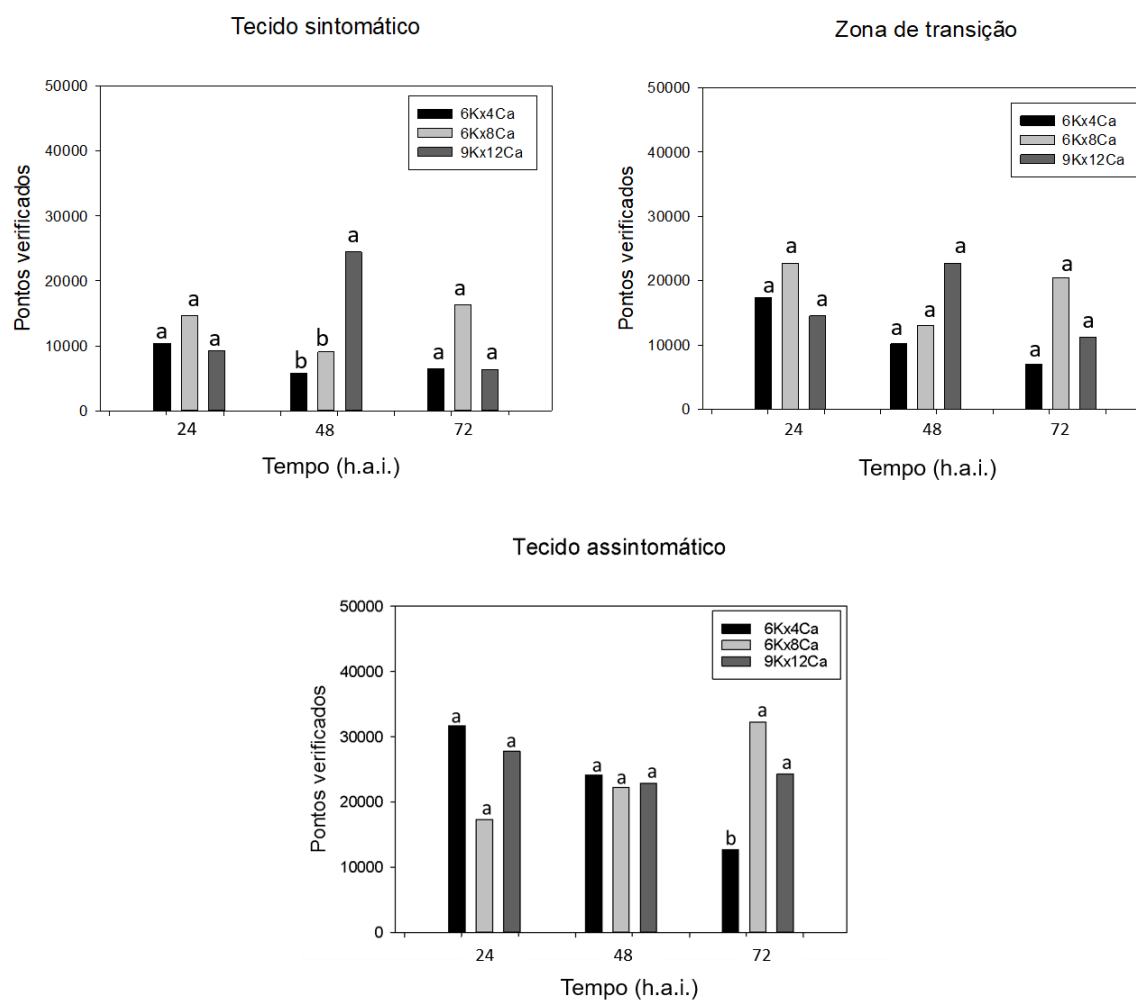 Tecido sintomático
Pontos verificados
50000
40000
30000
20000
10000
0
6Kx4Ca
6Kx8Ca
9Kx12Ca
a a a
b b a
a a a
24 48 72
Tempo (h.a.i.)
Zona de transição
Pontos verificados
50000
40000
30000
20000
10000
0
6Kx4Ca
6Kx8Ca
9Kx12Ca
a a a
a a a
a a a
24 48 72
Tempo (h.a.i.)
Tecido assintomático
Pontos verificados
50000
40000
30000
20000
10000
0
6Kx4Ca
6Kx8Ca
9Kx12Ca
a a a
a a a
b a a
24 48 72
Tempo (h.a.i.)